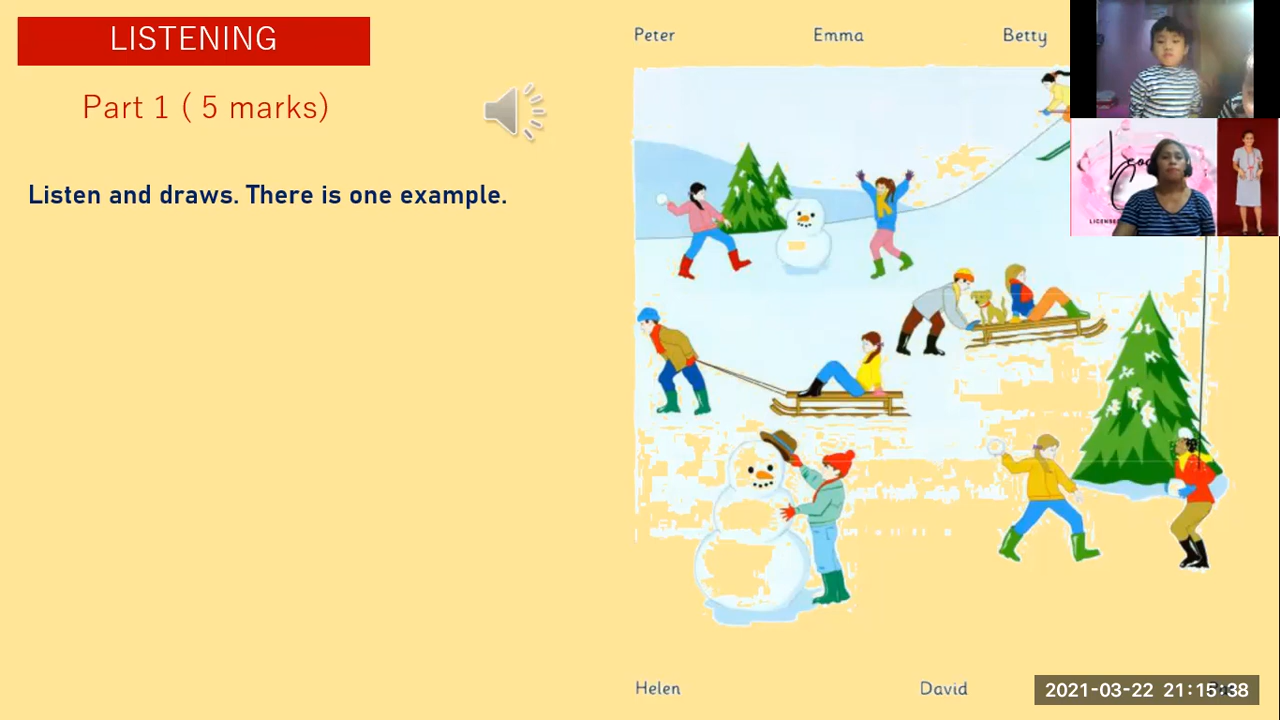 LISTENING
Part 1 ( 5 marks)
Listen and draws. There is one example.
Peter Emma Betty
Helen David
2021-03-22 21:15:38